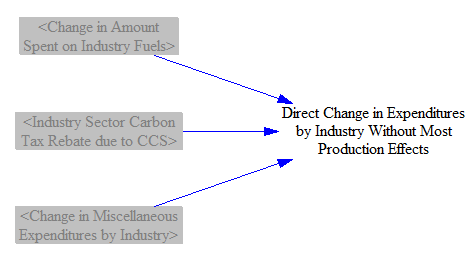 <Change in Amount
Spent on Industry Fuels>
<Industry Sector Carbon
Tax Rebate due to CCS>
Direct Change in Expenditures
by Industry Without Most
Production Effects
<Change in Miscellaneous
Expenditures by Industry>